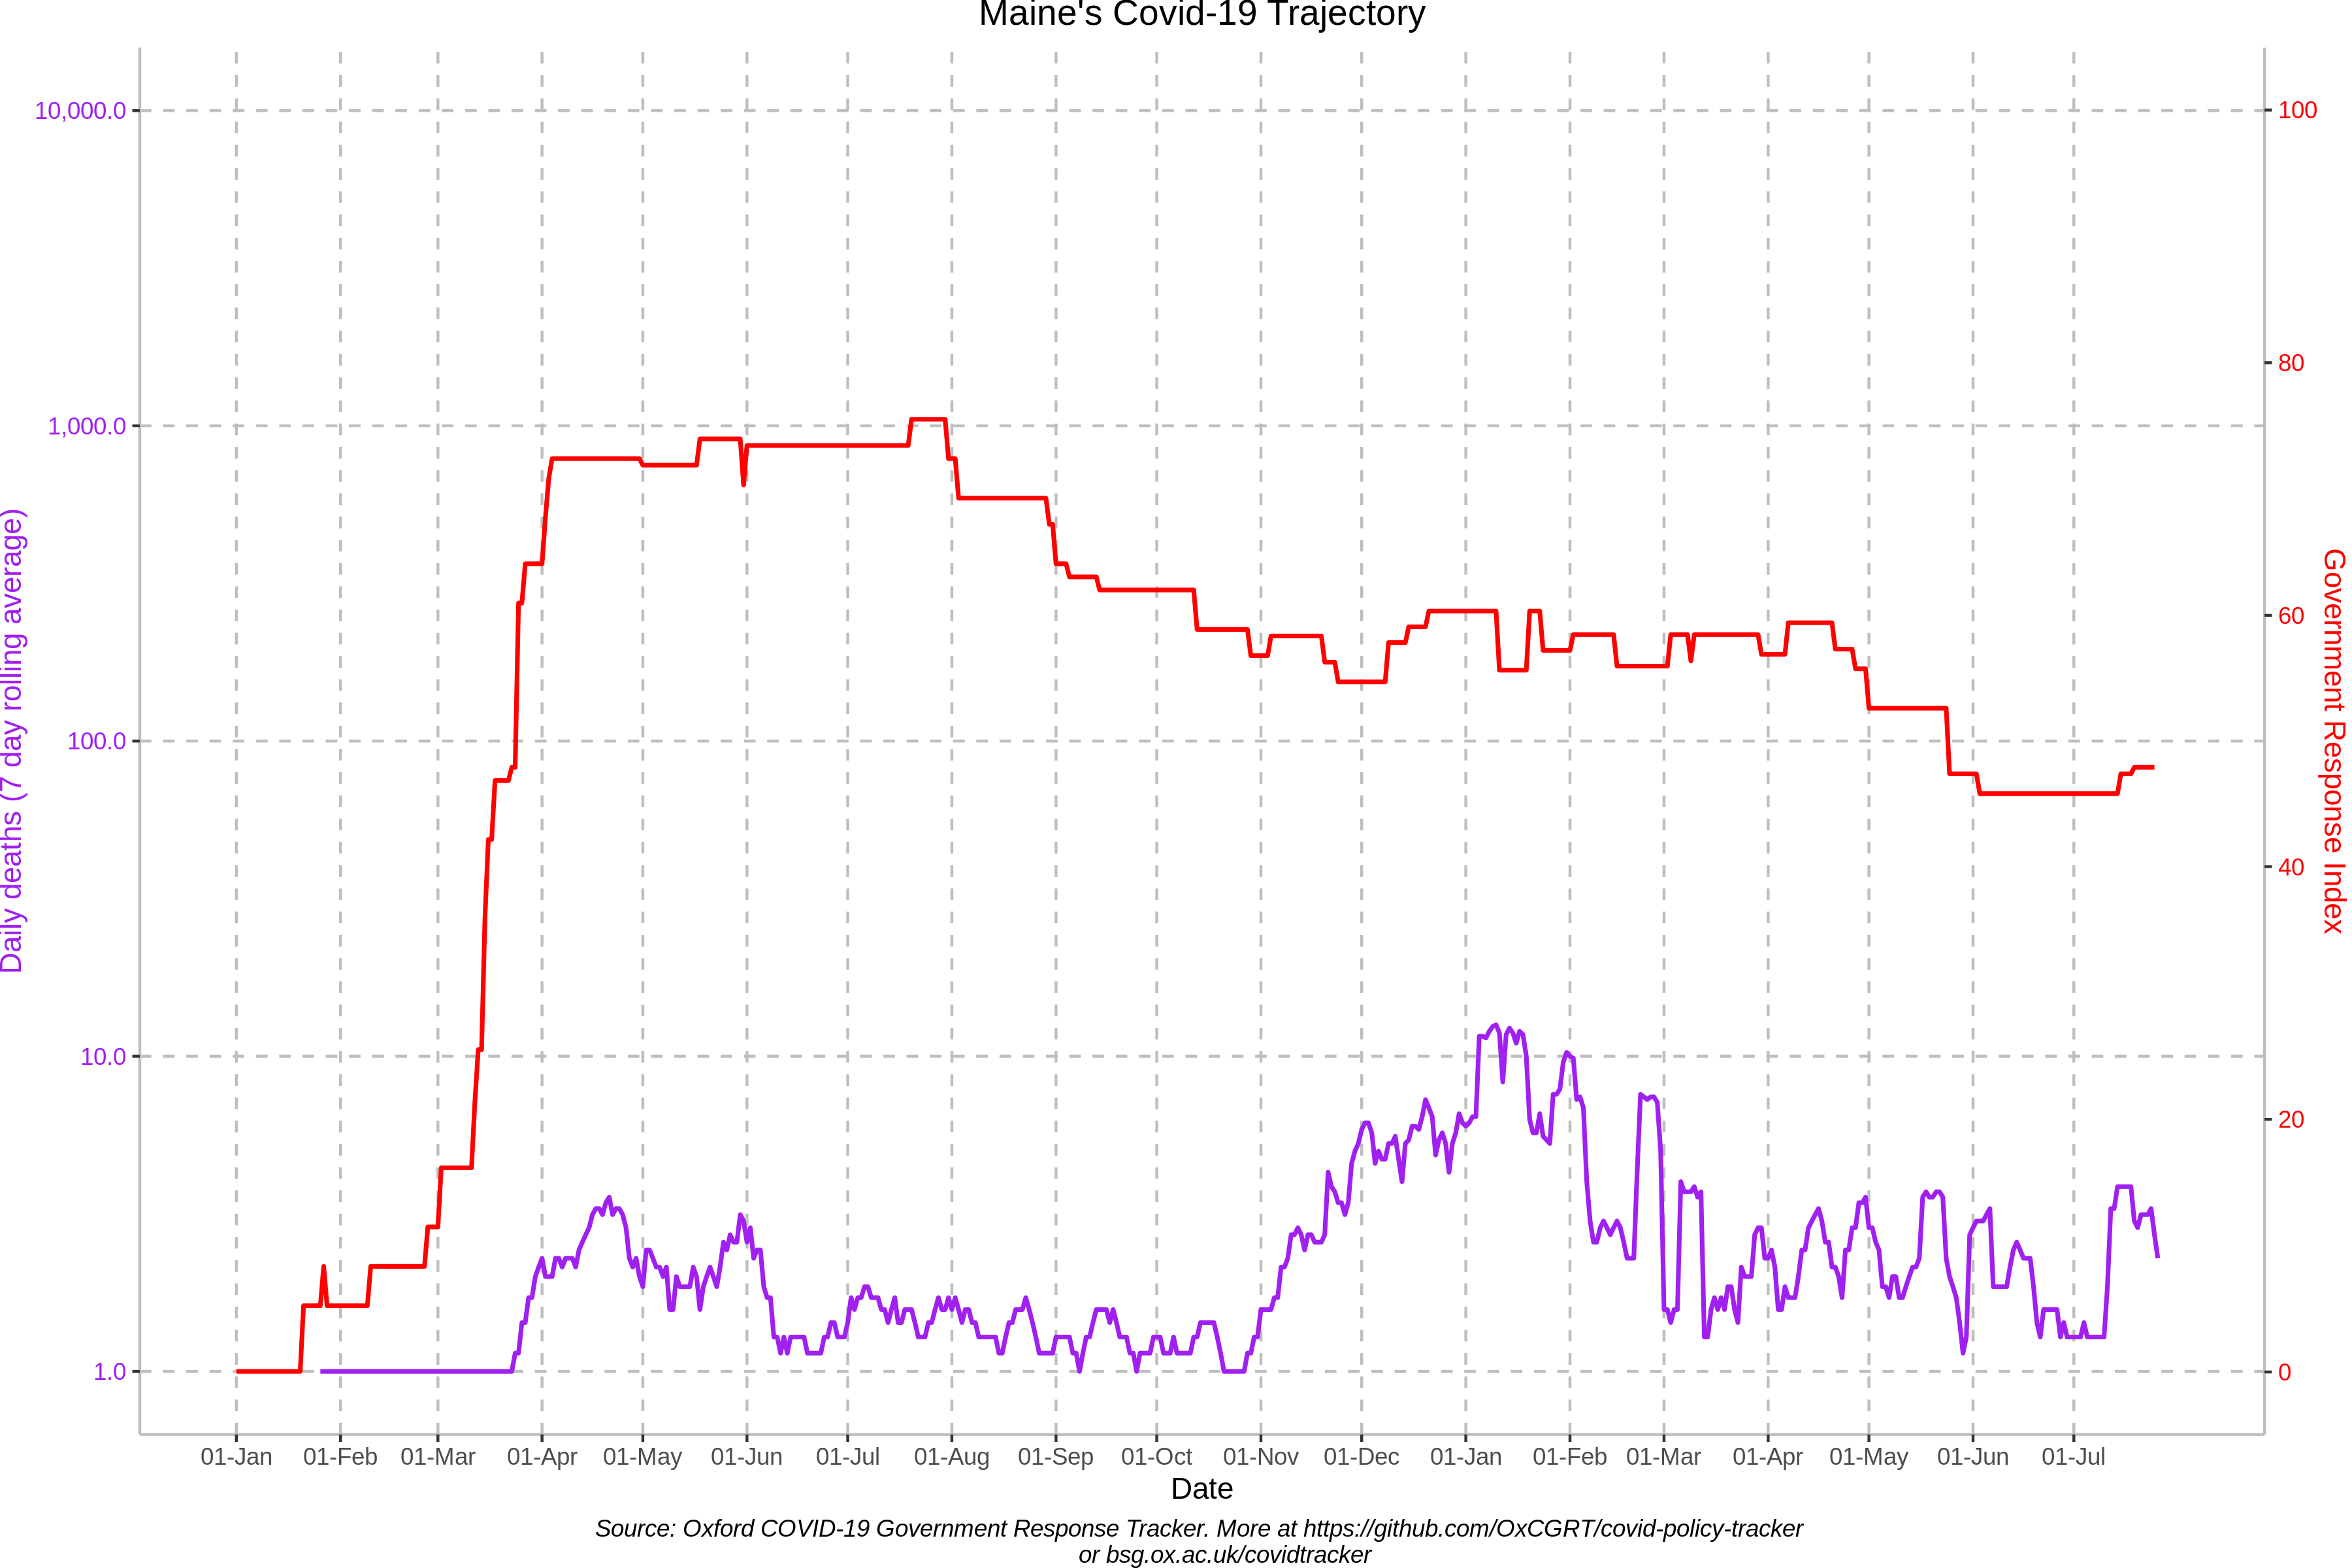 Maine's Covid-19 Trajectory
10,000.0
1,000.0
100.0
10.0
1.0
Daily deaths (7 day rolling average)
100
80
60
40
20
0
Government Response Index
01-Jan 01-Feb 01-Mar 01-Apr 01-May 01-Jun 01-Jul 01-Aug 01-Sep 01-Oct 01-Nov 01-Dec 01-Jan 01-Feb 01-Mar 01-Apr 01-May 01-Jun 01-Jul
Date
Source: Oxford COVID-19 Government Response Tracker. More at https://github.com/OxCGRT/covid-policy-tracker
or bsg.ox.ac.uk/covidtracker